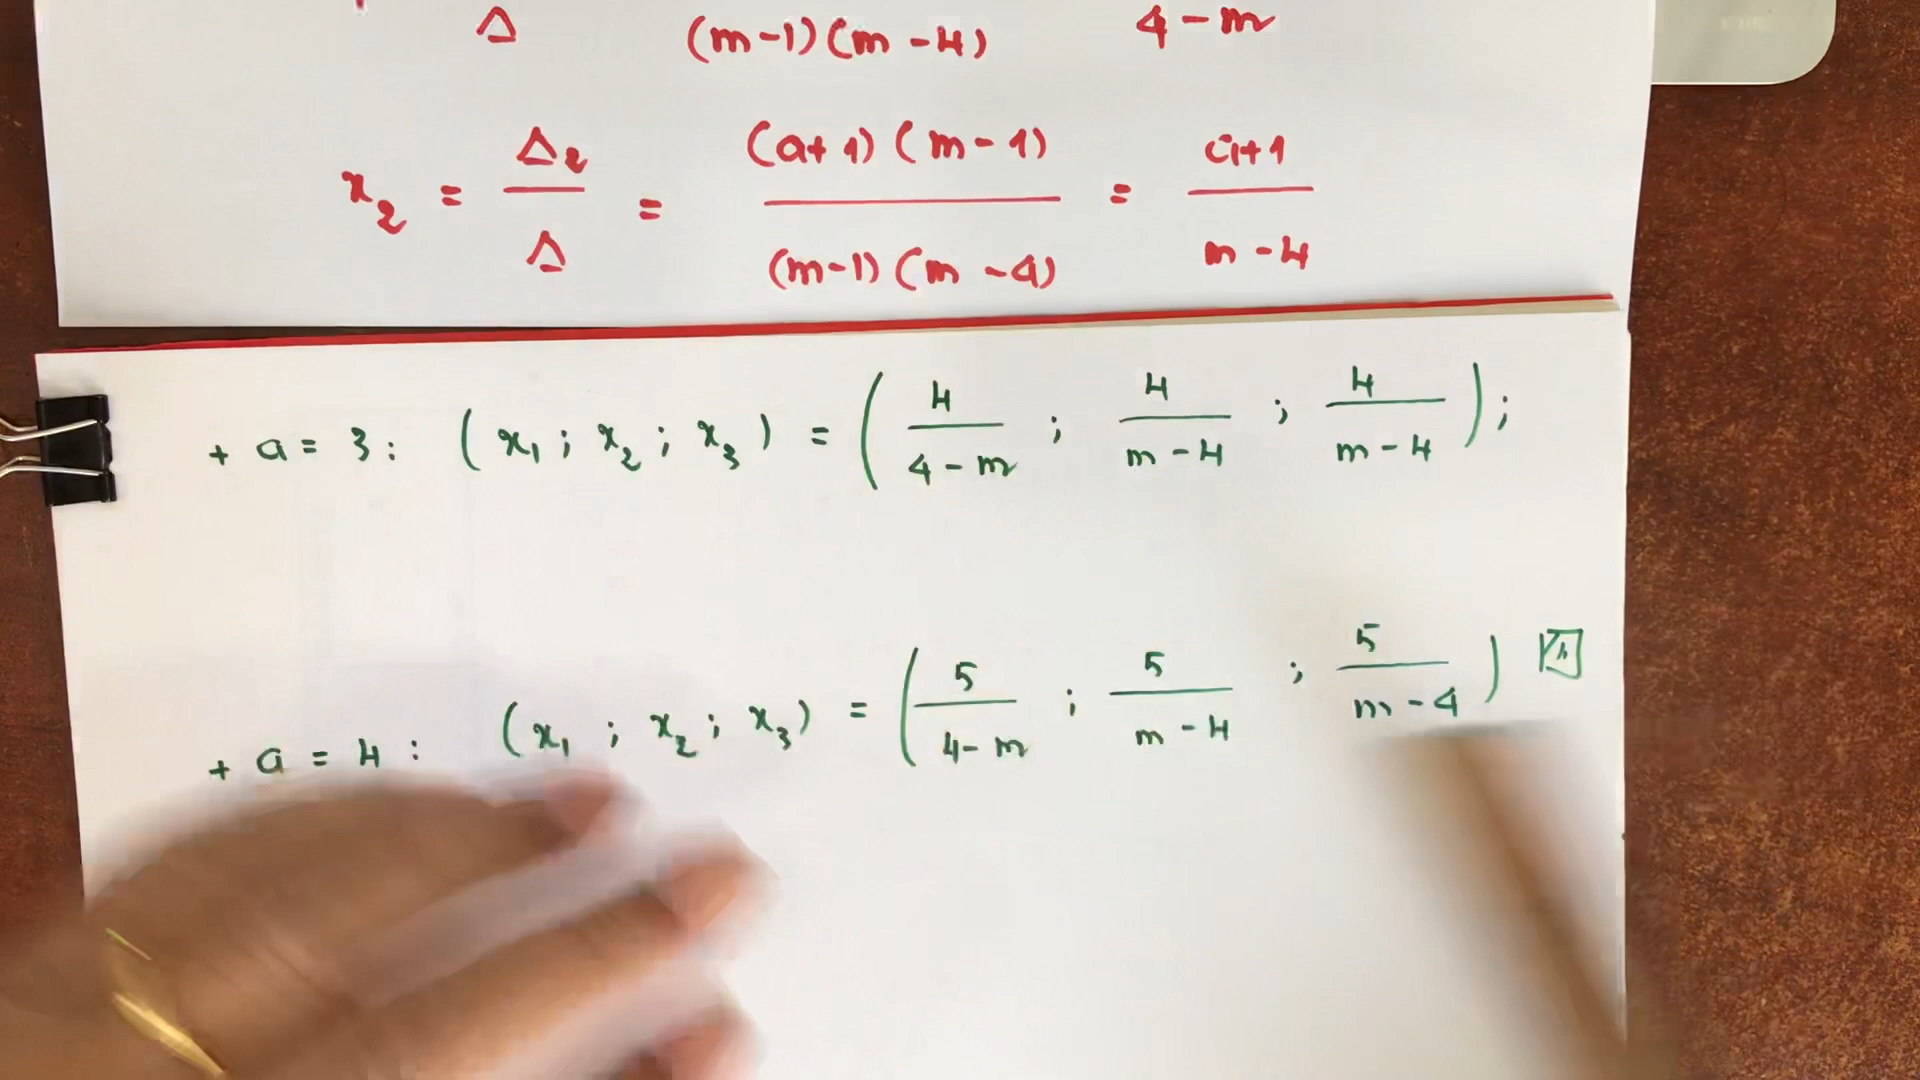 Δ (m-1)(m-4) 4-m
x₂ = Δ₂/Δ = (a+1)(m-1)/(m-1)(m-4) = a+1/m-4
+ a = 3: (x₁; x₂; x₃) = (4/4-m; 4/m-4; 4/m-4);
+ a = 4: (x₁; x₂; x₃) = (5/4-m; 5/m-4; 5/m-4)